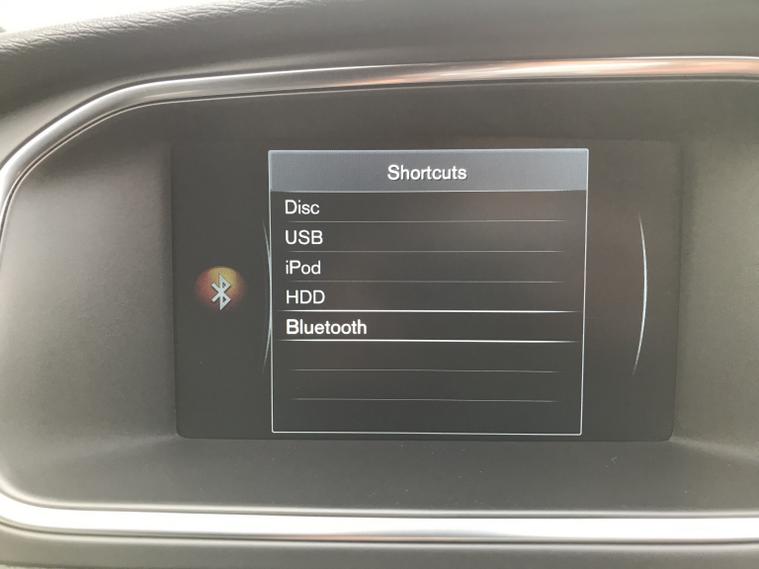 Shortcuts
Disc
USB
iPod
HDD
Bluetooth